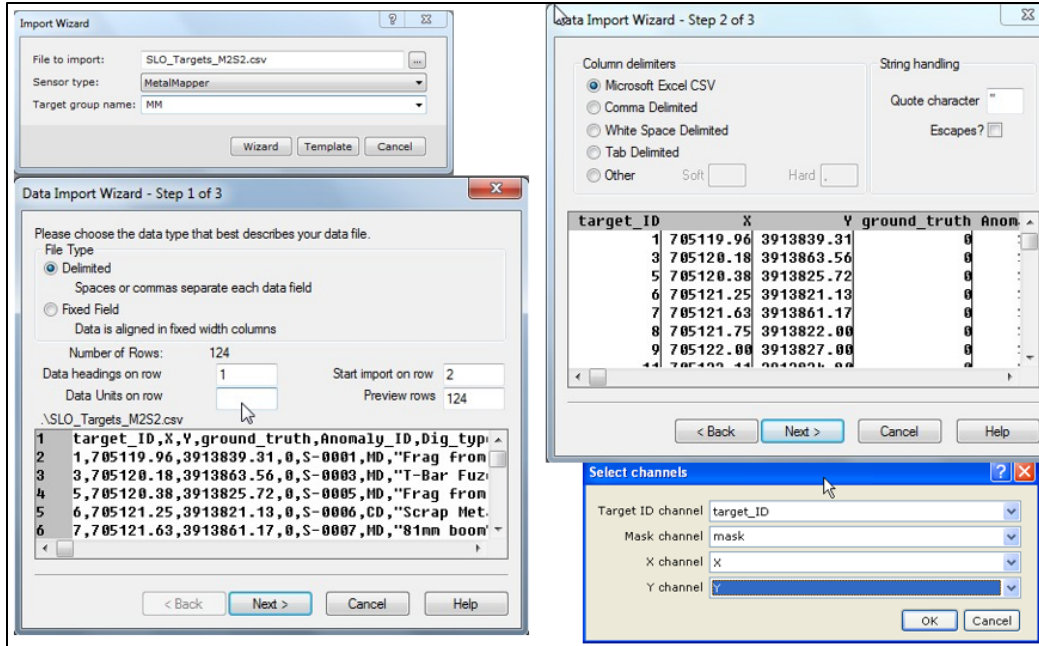 Import Wizard
File to import: SLO_Targets_M2S2.csv ...
Sensor type: MetalMapper
Target group name: MM
Wizard Template Cancel
Data Import Wizard - Step 1 of 3
Please choose the data type that best describes your data file.
File Type
Delimited
Spaces or commas separate each data field
Fixed Field
Data is aligned in fixed width columns
Number of Rows: 124
Data headings on row 1 Start import on row 2
Data Units on row Preview rows 124
.\SLO_Targets_M2S2.csv
1 target_ID,X,Y,ground_truth,Anomaly_ID,Dig_typ
2 1,705119.96,3913839.31,0,S-0001,MD,"Frag from
3 3,705120.18,3913863.56,0,S-0003,MD,"T-Bar Fuz
4 5,705120.38,3913825.72,0,S-0005,MD,"Frag from
5 6,705121.25,3913821.13,0,S-0006,CD,"Scrap Met
6 7,705121.63,3913861.17,0,S-0007,MD,"81mm boom"
< Back Next > Cancel Help
Data Import Wizard - Step 2 of 3
Column delimiters
Microsoft Excel CSV
Comma Delimited
White Space Delimited
Tab Delimited
Other Soft Hard ,
String handling
Quote character "
Escapes?
target_ID X Y ground_truth Anom
1 705119.96 3913839.31 0
3 705120.18 3913863.56 0
5 705120.38 3913825.72 0
6 705121.25 3913821.13 0
7 705121.63 3913861.17 0
8 705121.75 3913822.00 0
9 705122.00 3913827.00 0
< Back Next > Cancel Help
Select channels
Target ID channel target_ID
Mask channel mask
X channel X
Y channel Y
OK Cancel